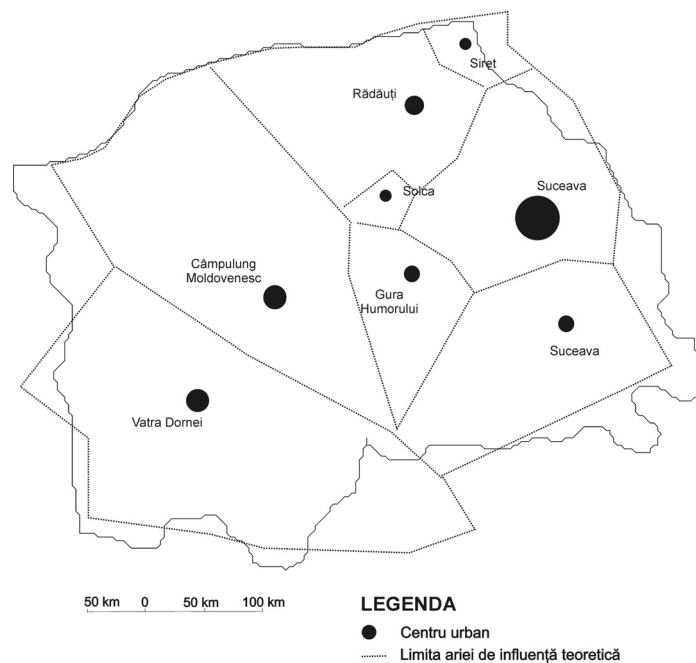 Siret
Rădăuți
Solca
Suceava
Câmpulung
Moldovenesc
Gura
Humorului
Suceava
Vatra Dornei
50 km 0 50 km 100 km
LEGENDA
Centru urban
Limita ariei de influență teoretică